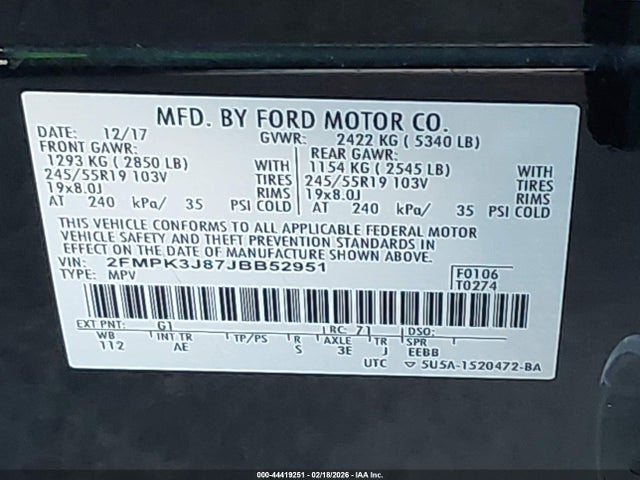 MFD. BY FORD MOTOR CO.
DATE: 12/17 GVWR: 2422 KG ( 5340 LB)
FRONT GAWR: REAR GAWR:
1293 KG ( 2850 LB) WITH 1154 KG ( 2545 LB) WITH
245/55R19 103V TIRES 245/55R19 103V TIRES
19x8.0J RIMS 19x8.0J RIMS
AT 240 kPa/ 35 PSI COLD AT 240 kPa/ 35 PSI COLD
THIS VEHICLE CONFORMS TO ALL APPLICABLE FEDERAL MOTOR
VEHICLE SAFETY AND THEFT PREVENTION STANDARDS IN
EFFECT ON THE DATE OF MANUFACTURE SHOWN ABOVE.
VIN: 2FMPK3J87JBB52951 F0106
TYPE: MPV T0274
EXT PNT: G1 RC: 71 DSO:
WB INT TR TP/PS R AXLE TR SPR
112 AE S 3E J EEBB
UTC 5U5A-1520472-BA
000-44419251 - 02/18/2026 - IAA Inc.